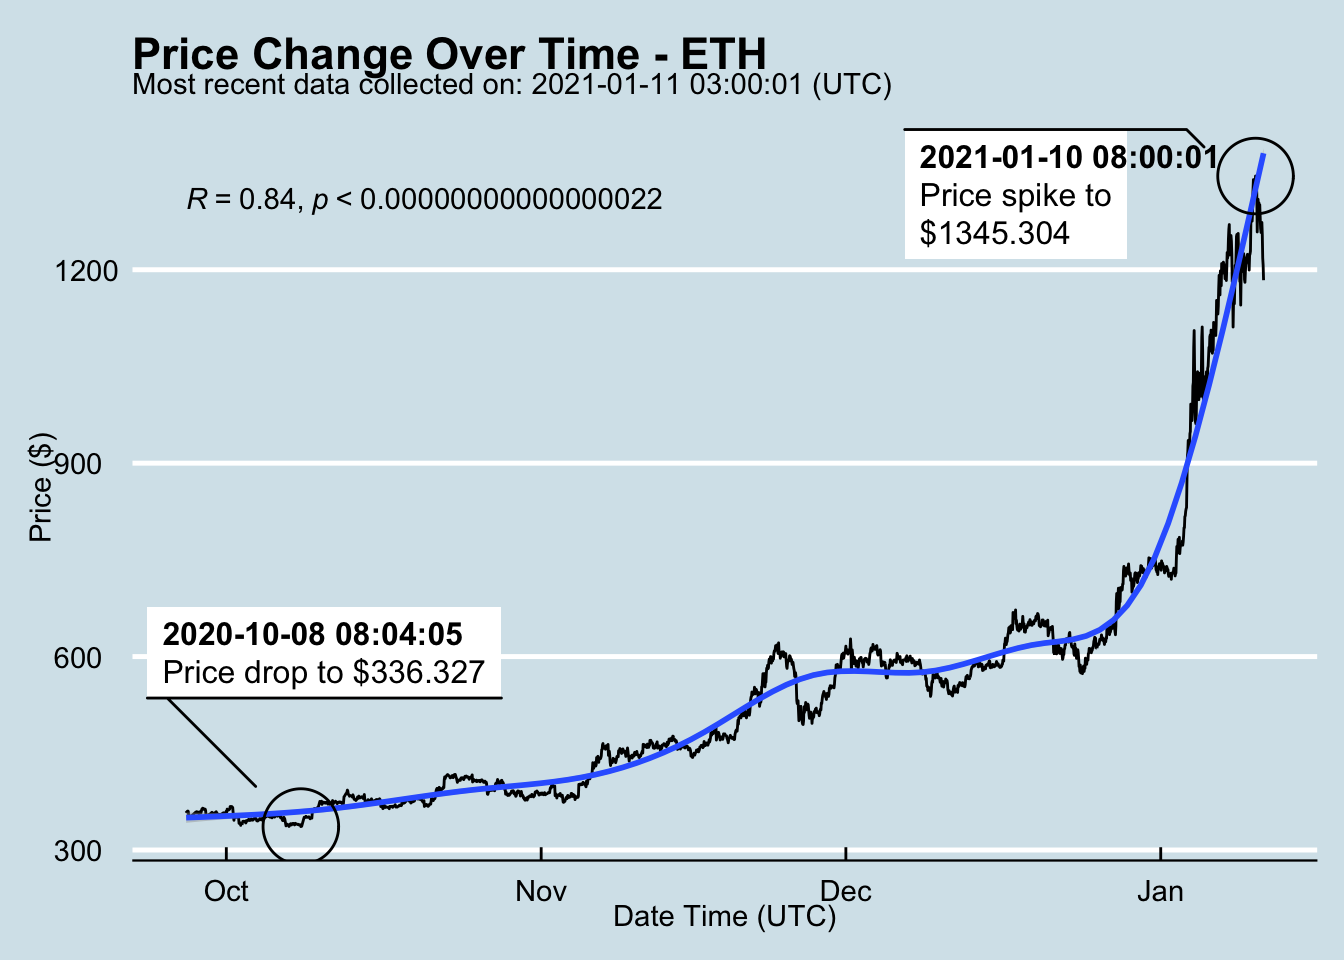 Price Change Over Time - ETH
Most recent data collected on: 2021-01-11 03:00:01 (UTC)
2021-01-10 08:00:01
Price spike to
$1345.304
R = 0.84, p < 0.00000000000000022
1200
900
600
300
Price ($)
2020-10-08 08:04:05
Price drop to $336.327
Oct
Nov
Dec
Jan
Date Time (UTC)